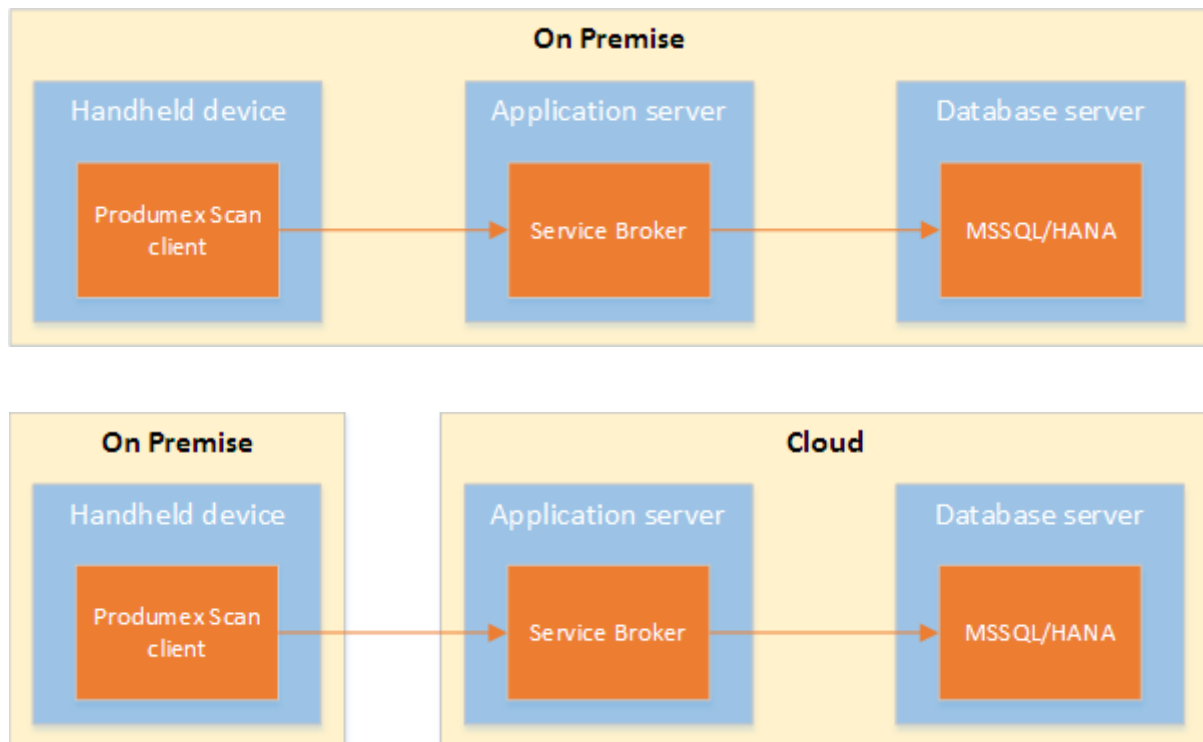 On Premise
Handheld device
Application server
Database server
Produmex Scan
client
Service Broker
MSSQL/HANA
On Premise
Cloud
Handheld device
Application server
Database server
Produmex Scan
client
Service Broker
MSSQL/HANA